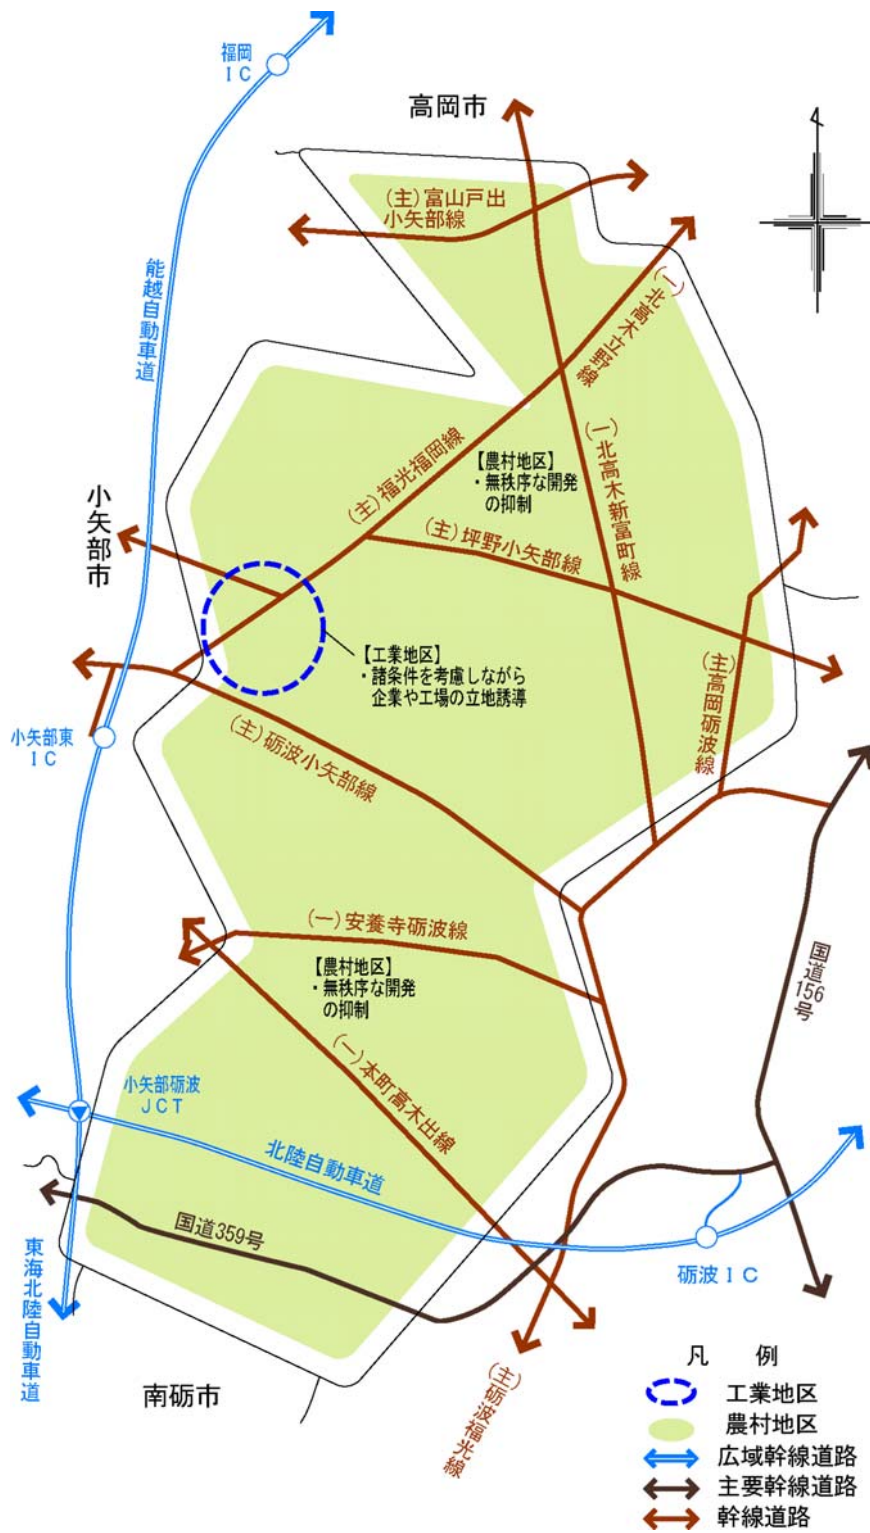 福岡
ＩＣ
高岡市
(主)富山戸出
小矢部線
能越自動車道
(一)北高木立野線
小矢部市
(主)福光福岡線
【農村地区】
・無秩序な開発
の抑制
(一)北高木新富町線
(主)坪野小矢部線
【工業地区】
・諸条件を考慮しながら
企業や工場の立地誘導
(主)高岡砺波線
小矢部東
ＩＣ
(主)砺波小矢部線
(一)安養寺砺波線
【農村地区】
・無秩序な開発
の抑制
国道156号
(一)本町高木出線
小矢部砺波
ＪＣＴ
北陸自動車道
国道359号
東海北陸自動車道
砺波ＩＣ
南砺市
(主)砺波福光線
凡　例
工業地区
農村地区
広域幹線道路
主要幹線道路
幹線道路